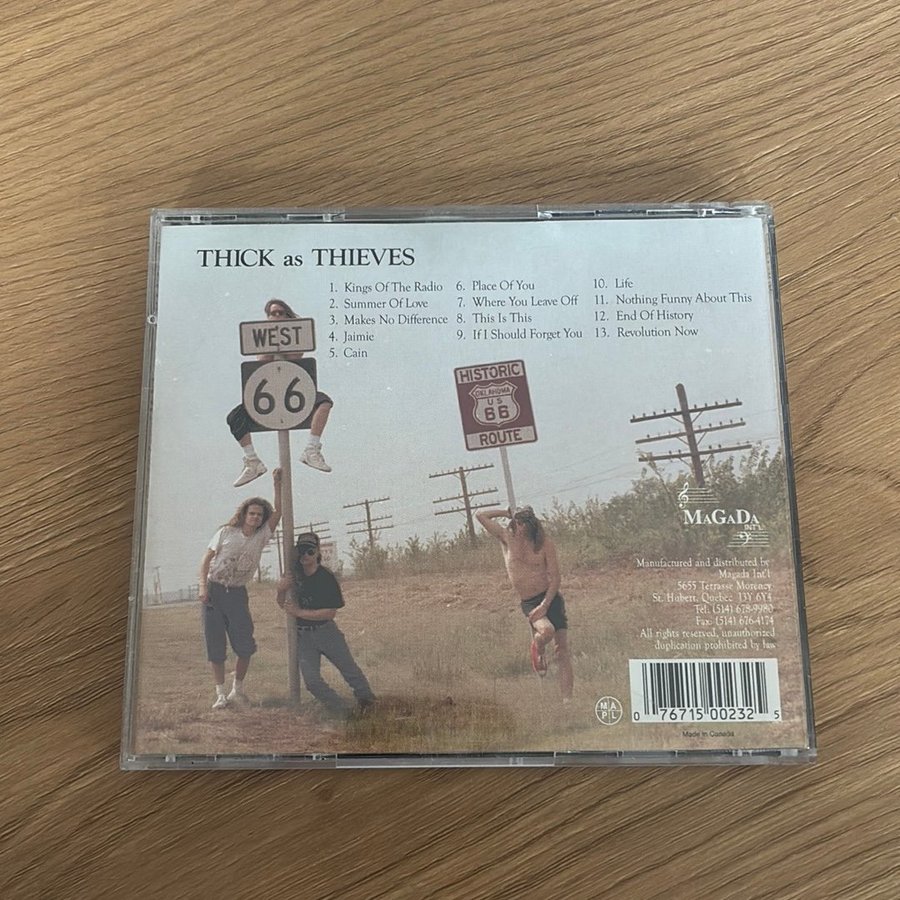 THICK as THIEVES
1. Kings Of The Radio
2. Summer Of Love
3. Makes No Difference
4. Jaimie
5. Cain
6. Place Of You
7. Where You Leave Off
8. This Is This
9. If I Should Forget You
10. Life
11. Nothing Funny About This
12. End Of History
13. Revolution Now
WEST
66
HISTORIC
OKLAHOMA
US
66
ROUTE
MAGADA
INT'L
Manufactured and distributed by
Magada Int'l
5655 Terrasse Morency
St. Hubert, Quebec J3Y 6Y4
Tel: (514) 678-9980
Fax: (514) 676-4174
All rights reserved, unauthorized
duplication prohibited by law
M A
P L
0 76715 00232 5
Made in Canada